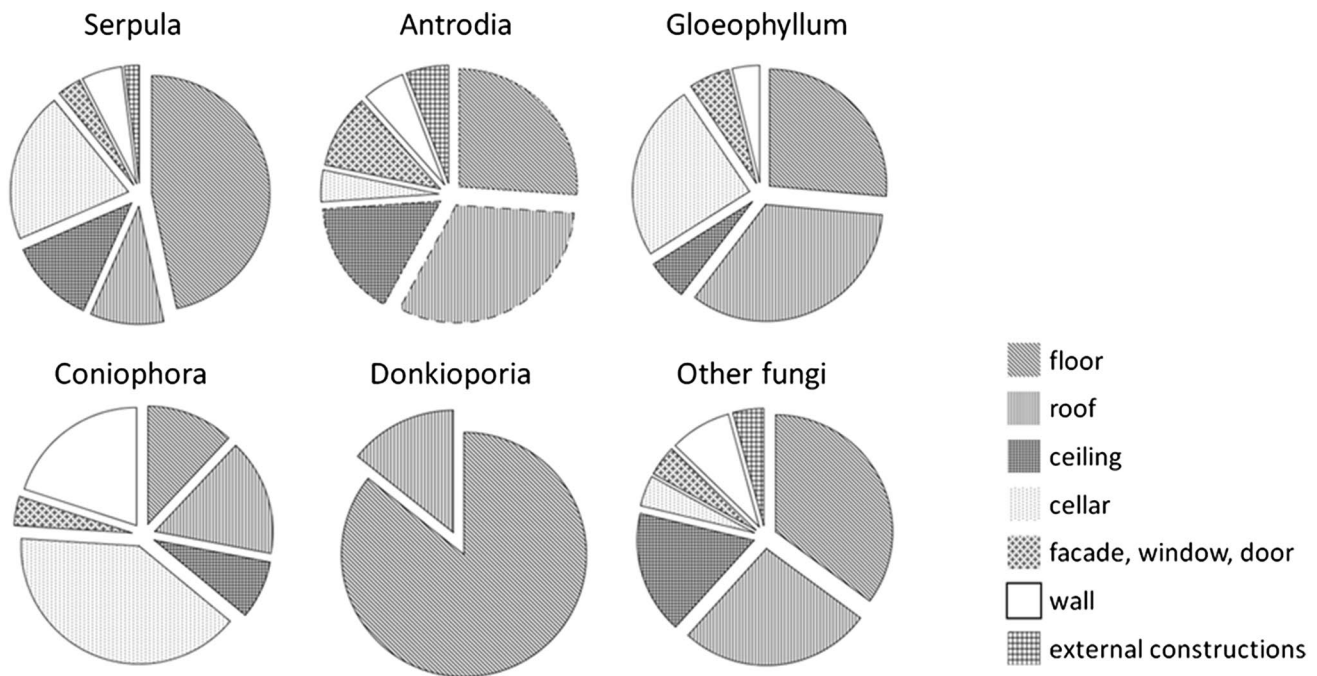 Serpula
Antrodia
Gloeophyllum
Coniophora
Donkioporia
Other fungi
floor
roof
ceiling
cellar
facade, window, door
wall
external constructions